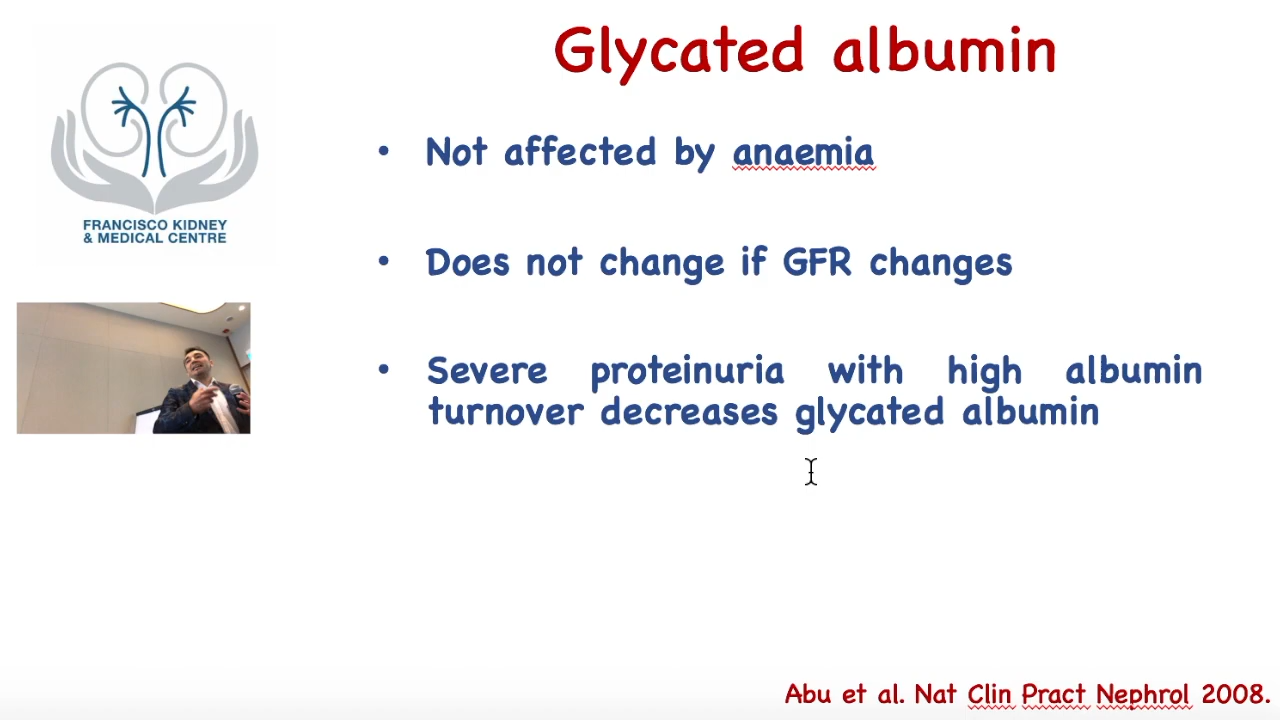 Glycated albumin
FRANCISCO KIDNEY
& MEDICAL CENTRE
• Not affected by anaemia
• Does not change if GFR changes
• Severe proteinuria with high albumin
turnover decreases glycated albumin
Abu et al. Nat Clin Pract Nephrol 2008.